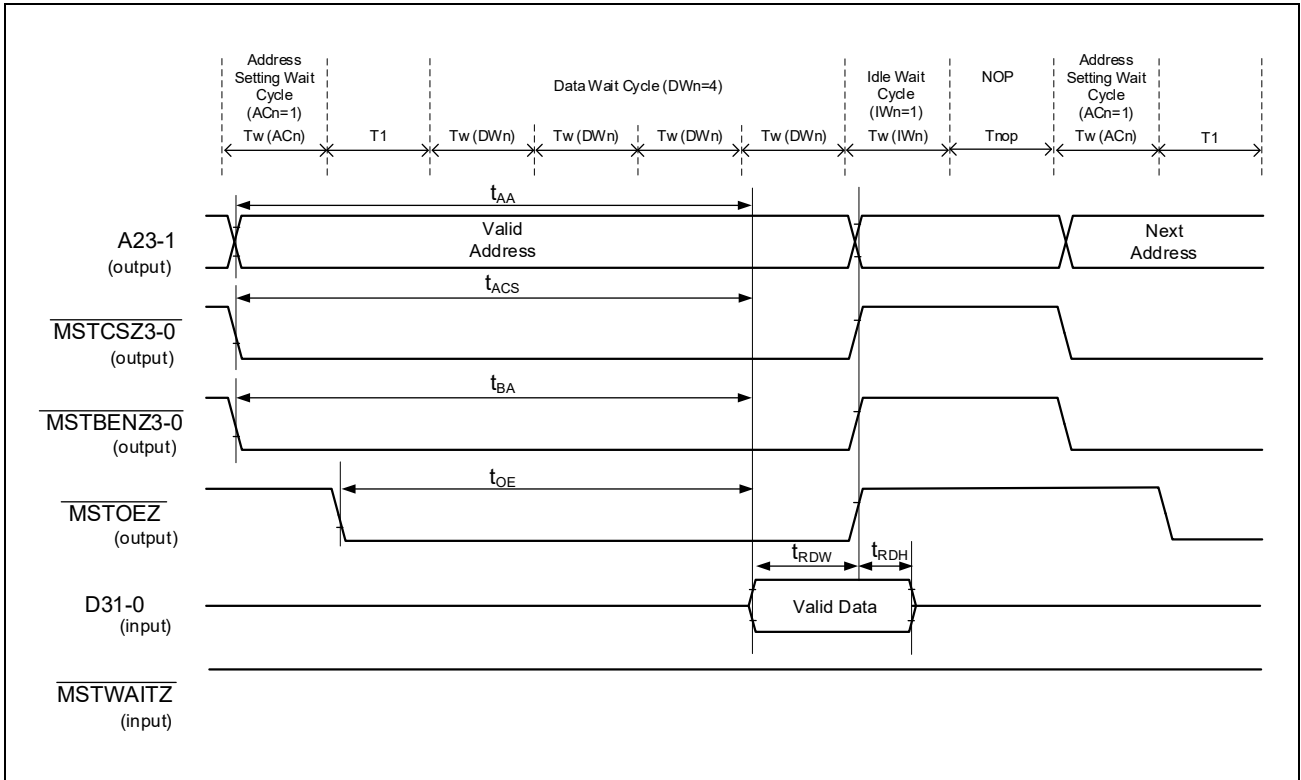 Address
Setting Wait
Cycle
(ACn=1)
Data Wait Cycle (DWn=4)
Idle Wait
Cycle
(IWn=1)
NOP
Address
Setting Wait
Cycle
(ACn=1)
Tw (ACn)
T1
Tw (DWn)
Tw (DWn)
Tw (DWn)
Tw (DWn)
Tw (IWn)
Tnop
Tw (ACn)
T1
tAA
A23-1
(output)
Valid
Address
Next
Address
tACS
MSTCSZ3-0
(output)
tBA
MSTBENZ3-0
(output)
tOE
MSTOEZ
(output)
tRDW
tRDH
D31-0
(input)
Valid Data
MSTWAITZ
(input)